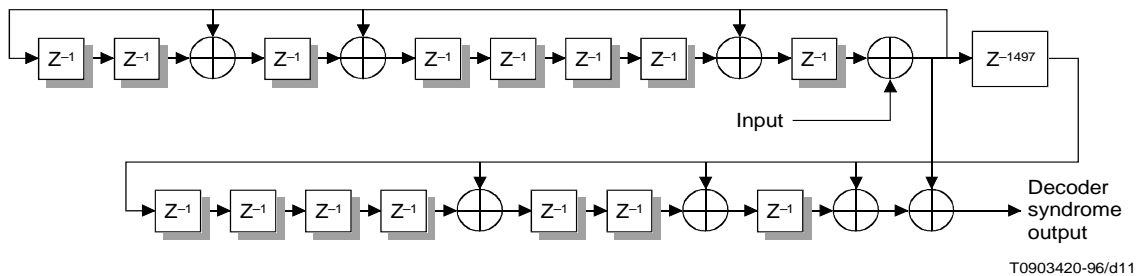 Z⁻¹ Z⁻¹ Z⁻¹ Z⁻¹ Z⁻¹ Z⁻¹ Z⁻¹ Z⁻¹ Z⁻¹⁴⁹⁷
Input
Z⁻¹ Z⁻¹ Z⁻¹ Z⁻¹ Z⁻¹ Z⁻¹ Z⁻¹
Decoder
syndrome
output
T0903420-96/d11